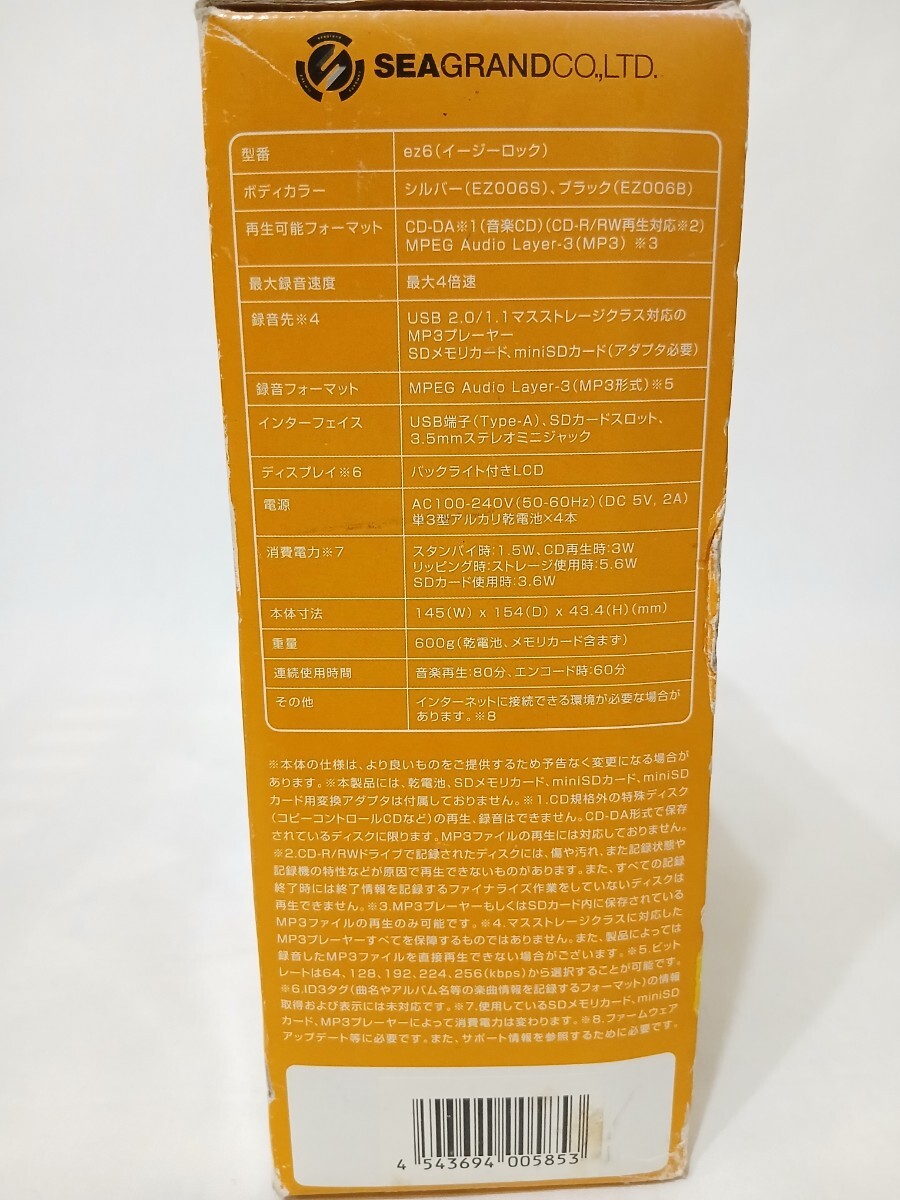 SEAGRAND CO.,LTD.
型番 ez6(イージーロック)
ボディカラー シルバー(EZ006S)、ブラック(EZ006B)
再生可能フォーマット CD-DA※1(音楽CD)(CD-R/RW再生対応※2)
MPEG Audio Layer-3(MP3) ※3
最大録音速度 最大4倍速
録音先※4 USB 2.0/1.1マスストレージクラス対応の
MP3プレーヤー
SDメモリカード、miniSDカード(アダプタ必要)
録音フォーマット MPEG Audio Layer-3(MP3形式)※5
インターフェイス USB端子(Type-A)、SDカードスロット、
3.5mmステレオミニジャック
ディスプレイ※6 バックライト付きLCD
電源 AC100-240V(50-60Hz)(DC 5V, 2A)
単3型アルカリ乾電池×4本
消費電力※7 スタンバイ時:1.5W、CD再生時:3W
リッピング時:ストレージ使用時:5.6W
SDカード使用時:3.6W
本体寸法 145(W) x 154(D) x 43.4(H)(mm)
重量 600g(乾電池、メモリカード含まず)
連続使用時間 音楽再生:80分、エンコード時:60分
その他 インターネットに接続できる環境が必要な場合が
あります。※8
※本体の仕様は、より良いものをご提供するため予告なく変更になる場合が
あります。※本製品には、乾電池、SDメモリカード、miniSDカード、miniSD
カード用変換アダプタは付属しておりません。※1.CD規格外の特殊ディスク
(コピーコントロールCDなど)の再生、録音はできません。CD-DA形式で保存
されているディスクに限ります。MP3ファイルの再生には対応しておりません。
※2.CD-R/RWドライブで記録されたディスクには、傷や汚れ、また記録状態や
記録機の特性などが原因で再生できないものがあります。また、すべての記録
終了時には終了情報を記録するファイナライズ作業をしていないディスクは
再生できません。※3.MP3プレーヤーもしくはSDカード内に保存されている
MP3ファイルの再生のみ可能です。※4.マスストレージクラスに対応した
MP3プレーヤーすべてを保障するものではありません。また、製品によっては
録音したMP3ファイルを直接再生できない場合がございます。※5.ビット
レートは64,128,192,224,256(kbps)から選択することが可能です。
※6.ID3タグ(曲名やアルバム名等の楽曲情報を記録するフォーマット)の情報
取得および表示には未対応です。※7.使用しているSDメモリカード、miniSD
カード、MP3プレーヤーによって消費電力は変わります。※8.ファームウェア
アップデート等に必要です。また、サポート情報を参照するために必要です。
4 543694 005853